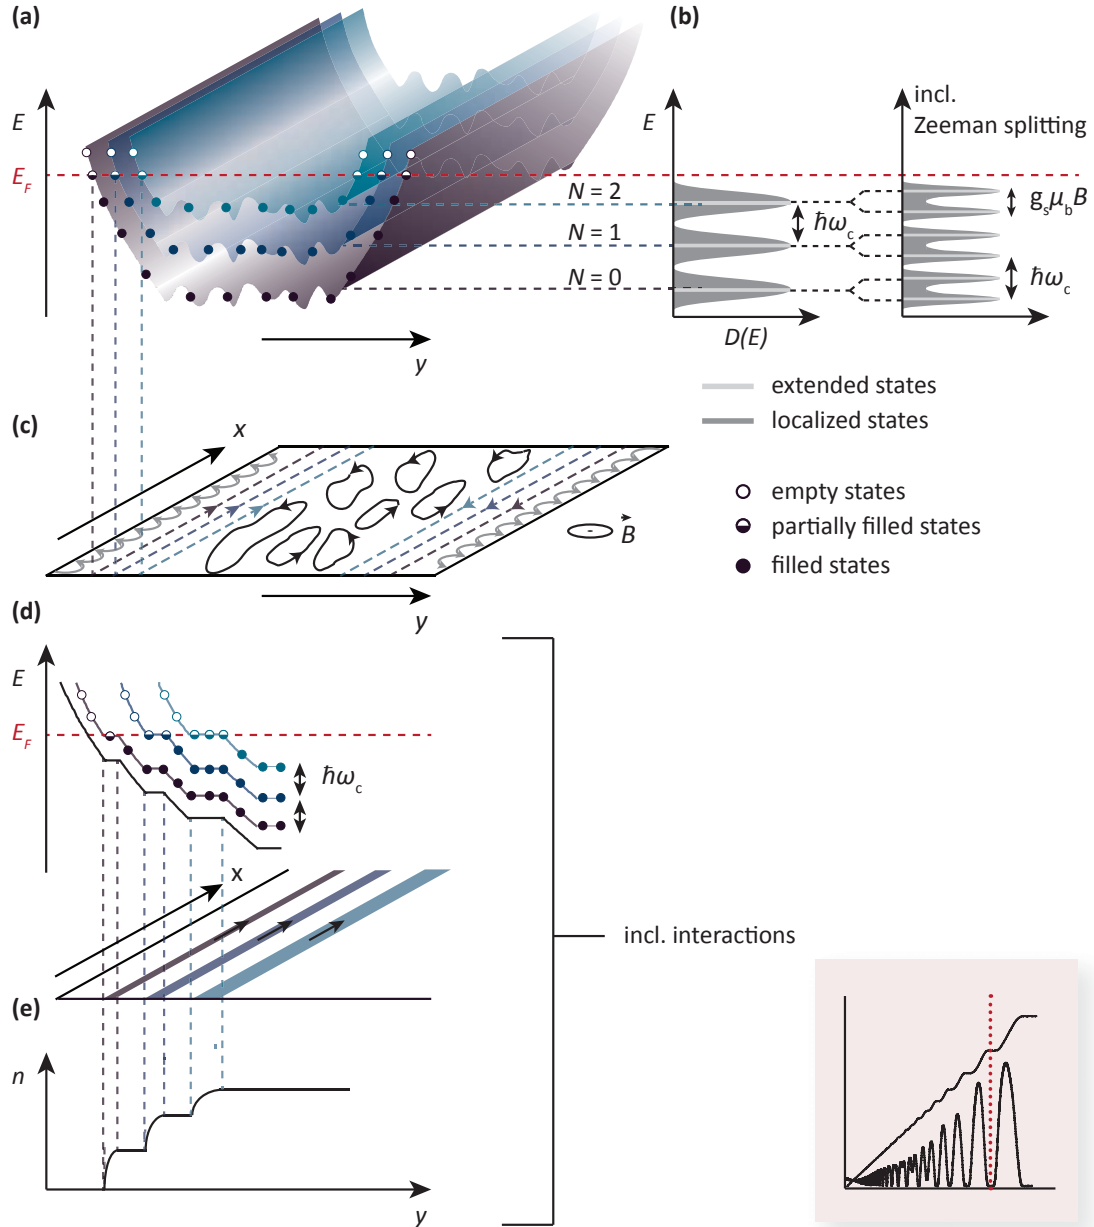 (a)
E
E_F
N = 2
N = 1
N = 0
y
(b)
E
ħω_c
D(E)
incl.
Zeeman splitting
g_sμ_bB
ħω_c
extended states
localized states
empty states
partially filled states
filled states
(c)
x
B⃗
y
(d)
E
E_F
ħω_c
x
incl. interactions
(e)
n
y